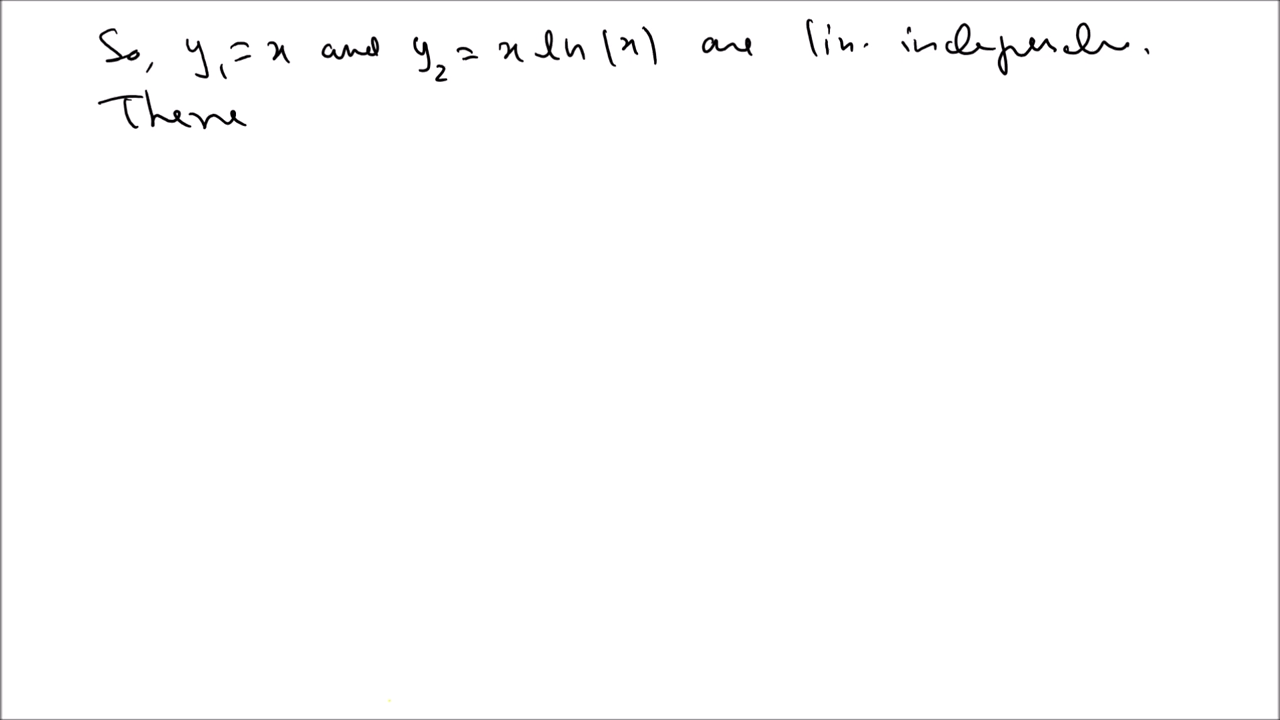 So, y₁ = x and y₂ = x ln(x) are lin. independ.
There